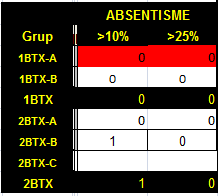 ABSENTISME
Grup >10% >25%
1BTX-A 0 0
1BTX-B 0 0
1BTX 0 0
2BTX-A 0 0
2BTX-B 1 0
2BTX-C
2BTX 1 0